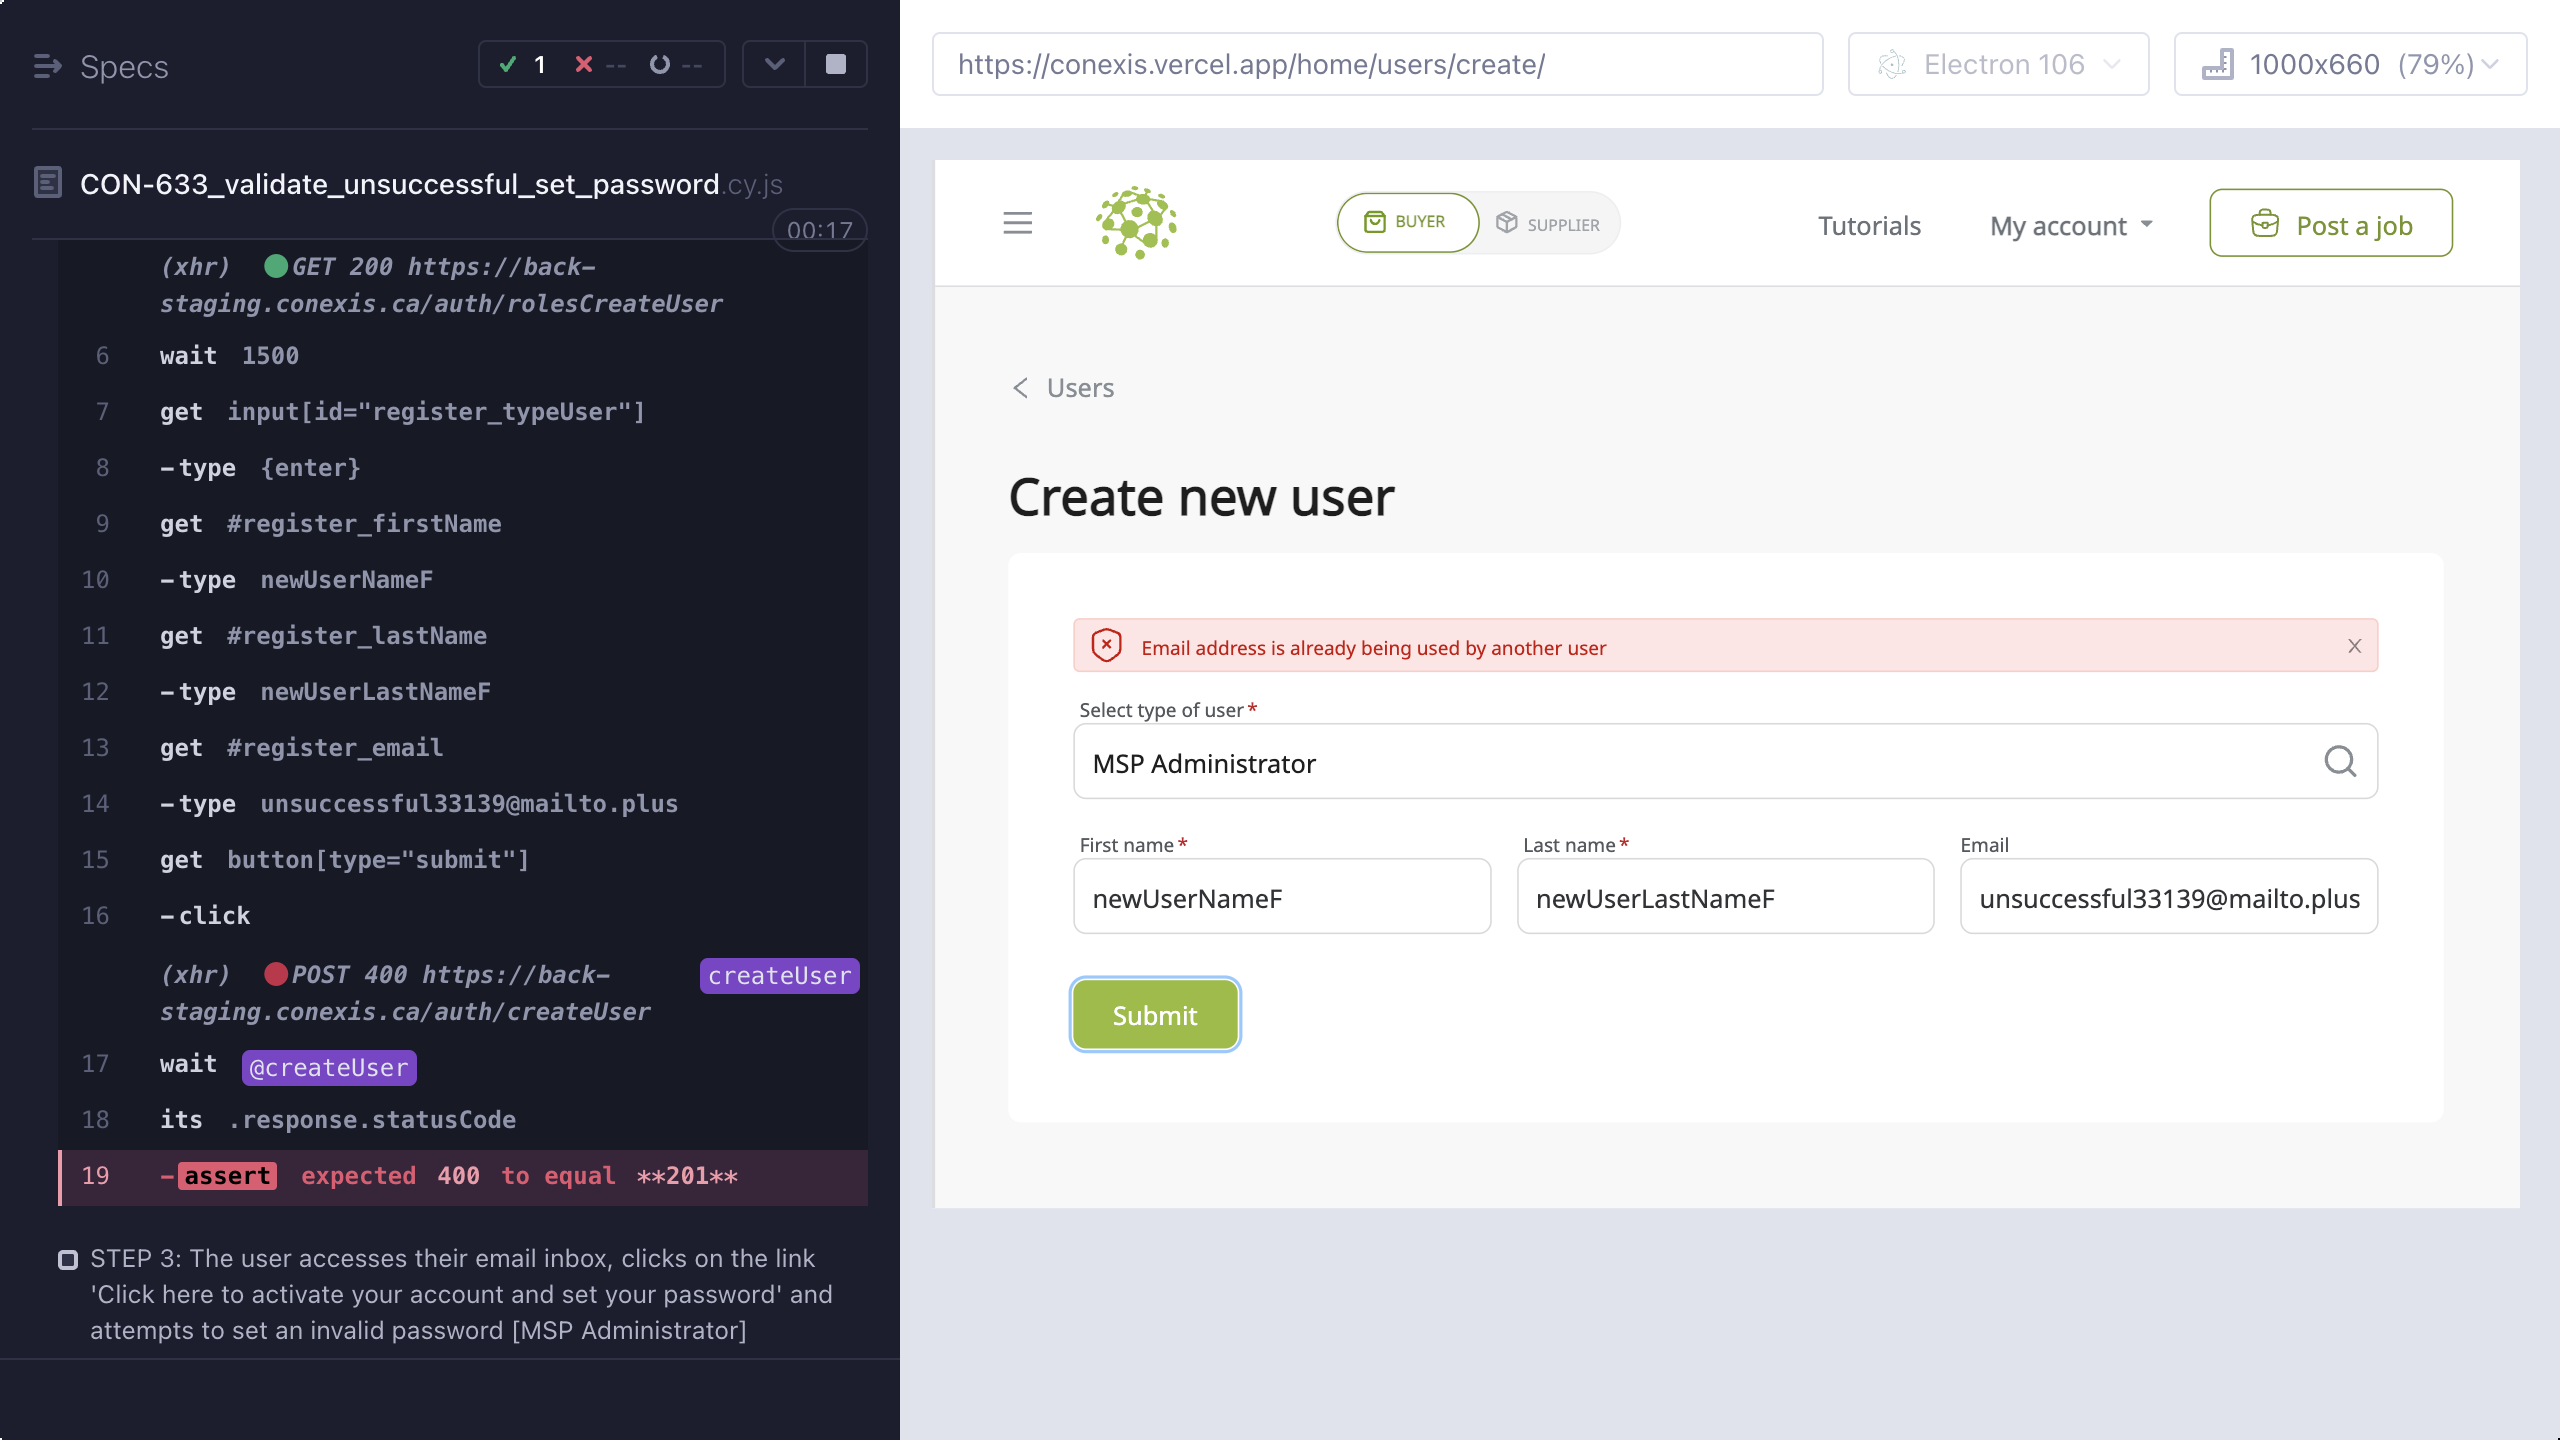 Specs
1 -- --
CON-633_validate_unsuccessful_set_password.cy.js
00:17
(xhr) GET 200 https://back-
staging.conexis.ca/auth/rolesCreateUser
6 wait 1500
7 get input[id="register_typeUser"]
8 -type {enter}
9 get #register_firstName
10 -type newUserNameF
11 get #register_lastName
12 -type newUserLastNameF
13 get #register_email
14 -type unsuccessful33139@mailto.plus
15 get button[type="submit"]
16 -click
(xhr) POST 400 https://back- createUser
staging.conexis.ca/auth/createUser
17 wait @createUser
18 its .response.statusCode
19 -assert expected 400 to equal **201**
STEP 3: The user accesses their email inbox, clicks on the link
'Click here to activate your account and set your password' and
attempts to set an invalid password [MSP Administrator]
https://conexis.vercel.app/home/users/create/
Electron 106
1000x660 (79%)
BUYER
SUPPLIER
Tutorials
My account
Post a job
< Users
Create new user
Email address is already being used by another user
Select type of user *
MSP Administrator
First name * Last name * Email
newUserNameF newUserLastNameF unsuccessful33139@mailto.plus
Submit